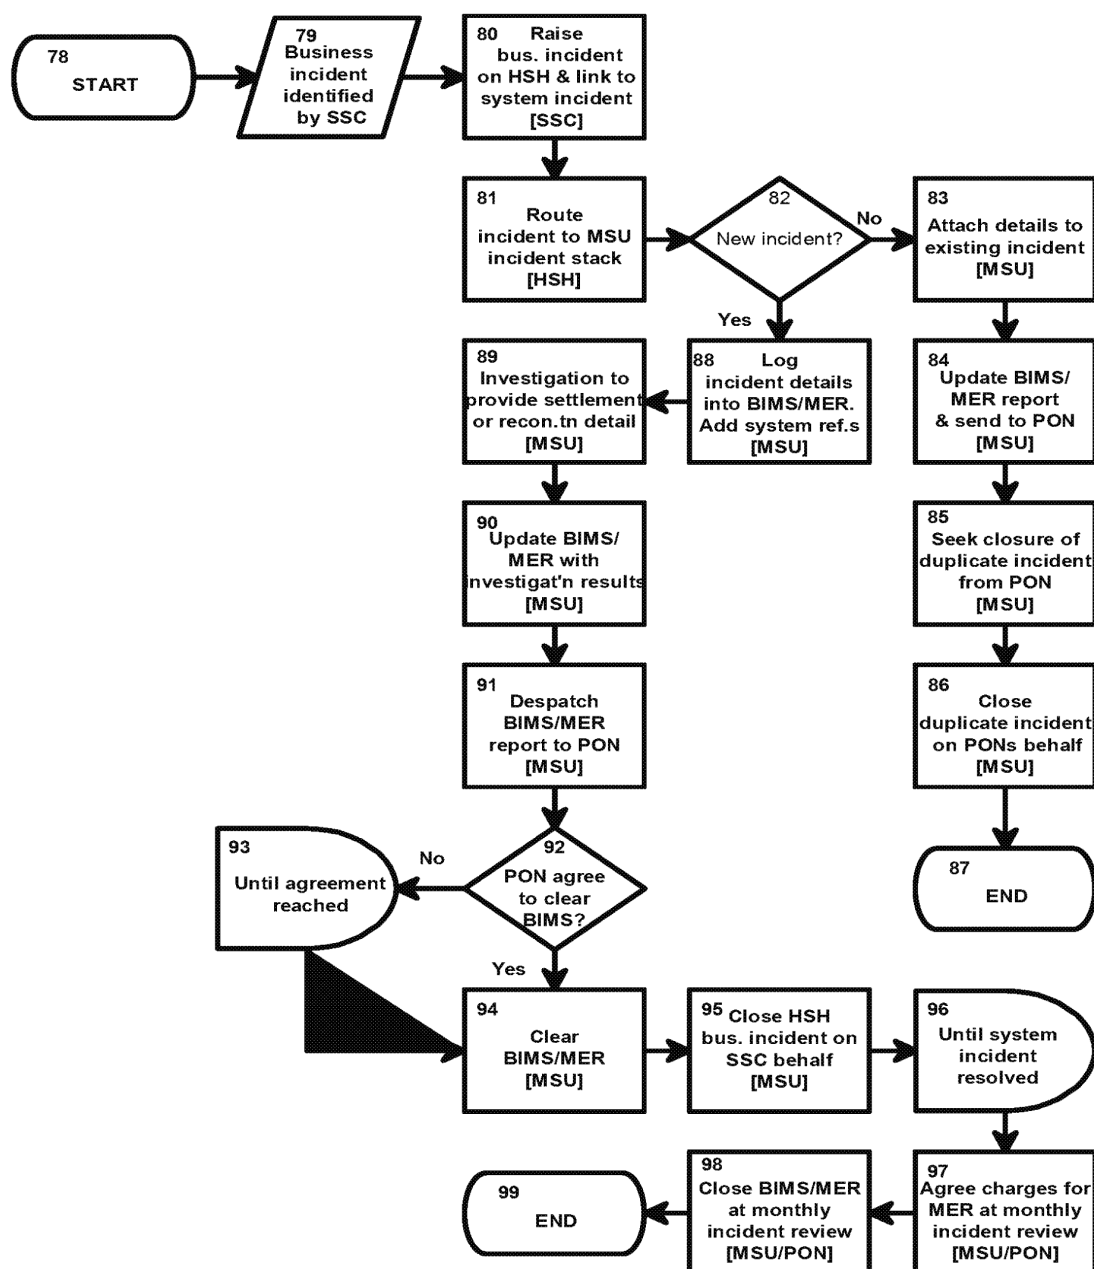 78
START
79
Business
incident
identified
by SSC
80
Raise
bus. incident
on HSH & link to
system incident
[SSC]
81
Route
incident to MSU
incident stack
[HSH]
82
New incident?
No
Yes
83
Attach details to
existing incident
[MSU]
89
Investigation to
provide settlement
or recon.tn detail
[MSU]
88
Log
incident details
into BIMS/MER.
Add system ref.s
[MSU]
84
Update BIMS/
MER report
& send to PON
[MSU]
90
Update BIMS/
MER with
investigat'n results
[MSU]
85
Seek closure of
duplicate incident
from PON
[MSU]
91
Despatch
BIMS/MER
report to PON
[MSU]
86
Close
duplicate incident
on PONs behalf
[MSU]
93
Until agreement
reached
No
92
PON agree
to clear
BIMS?
Yes
87
END
94
Clear
BIMS/MER
[MSU]
95
Close HSH
bus. incident on
SSC behalf
[MSU]
96
Until system
incident
resolved
99
END
98
Close BIMS/MER
at monthly
incident review
[MSU/PON]
97
Agree charges for
MER at monthly
incident review
[MSU/PON]